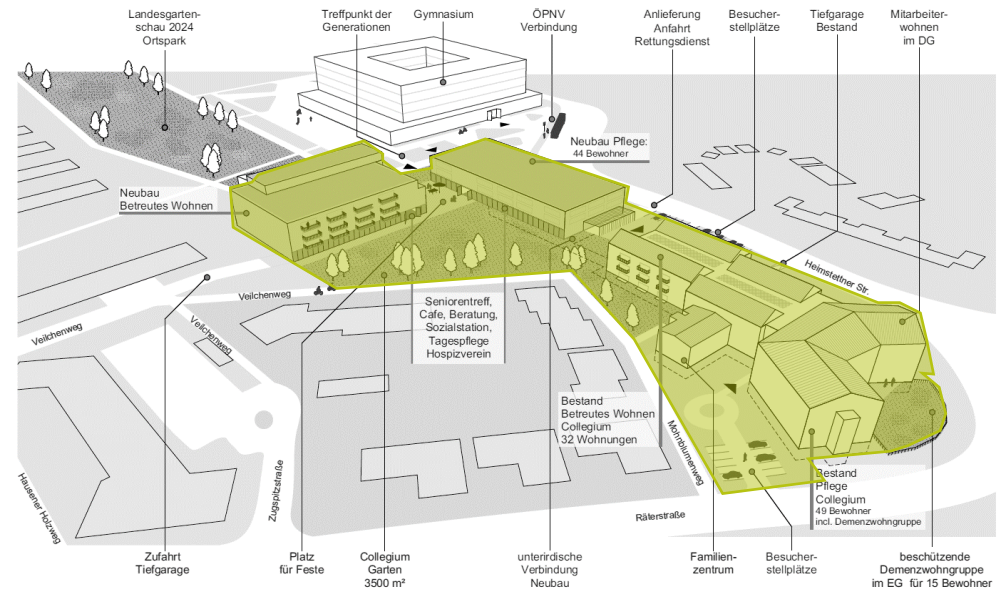 Landesgarten-
schau 2024
Ortspark
Treffpunkt der
Generationen
Gymnasium
ÖPNV
Verbindung
Anlieferung
Anfahrt
Rettungsdienst
Besucher-
stellplätze
Tiefgarage
Bestand
Mitarbeiter-
wohnen
im DG
Neubau Pflege:
44 Bewohner
Neubau
Betreutes Wohnen
Heimstettner Str.
Veilchenweg
Veilchenweg
Veilchenweg
Seniorentreff,
Cafe, Beratung,
Sozialstation,
Tagespflege
Hospizverein
Bestand
Betreutes Wohnen
Collegium
32 Wohnungen
Mohnblumenweg
Bestand
Pflege
Collegium
49 Bewohner
incl. Demenzwohngruppe
Hausener Holzweg
Zugspitzstraße
Räterstraße
Zufahrt
Tiefgarage
Platz
für Feste
Collegium
Garten
3500 m²
unterirdische
Verbindung
Neubau
Familien-
zentrum
Besucher-
stellplätze
beschützende
Demenzwohngruppe
im EG für 15 Bewohner